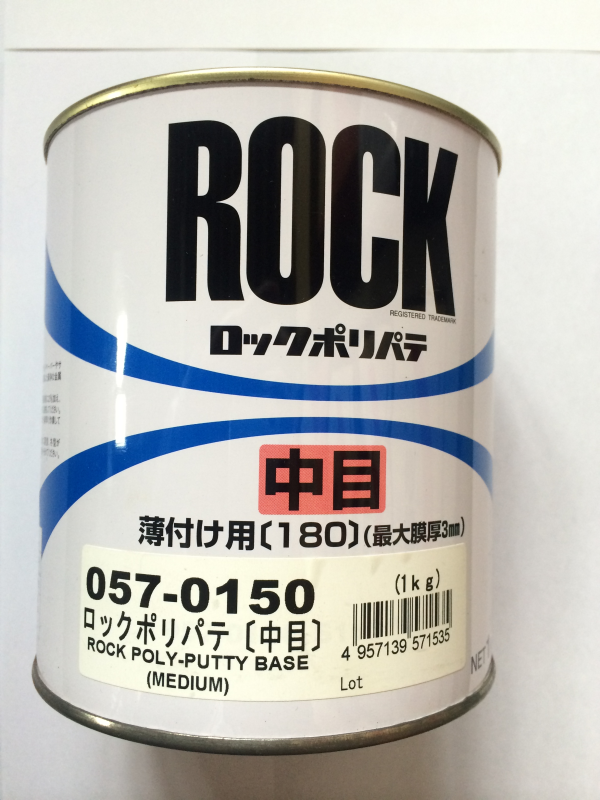 ROCK
REGISTERED TRADEMARK
ロックポリパテ
中目
薄付け用〔180〕(最大膜厚3mm)
057-0150
(1kg)
ロックポリパテ〔中目〕
ROCK POLY-PUTTY BASE
(MEDIUM)
4 957139 571535
Lot
NET